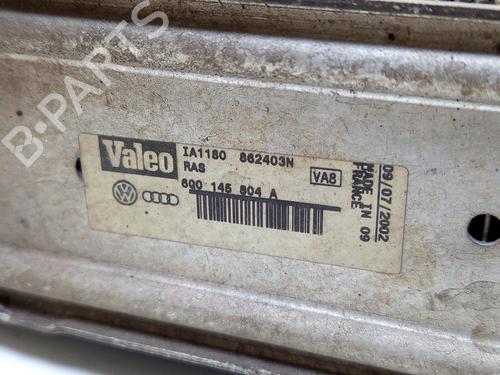 B-PARTS
Valeo
IA1180 862403N
RAS
VA8
6Q0 145 804 A
09/07/2002
MADE IN 09
FRANCE